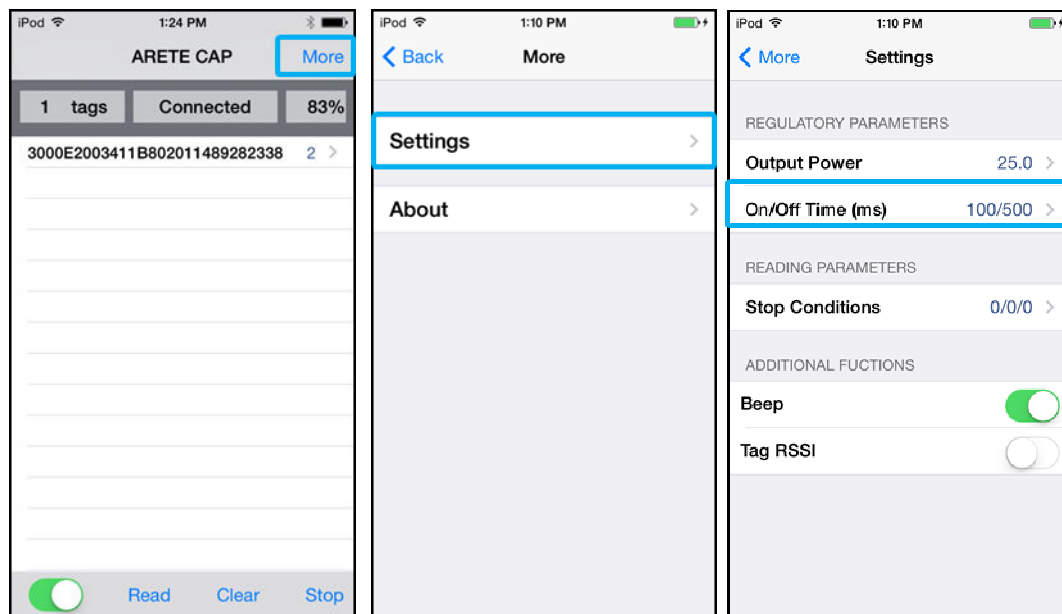 iPod 1:24 PM
ARETE CAP More
1 tags Connected 83%
3000E2003411B802011489282338 2
Read Clear Stop
iPod 1:10 PM
Back More
Settings
About
iPod 1:10 PM
More Settings
REGULATORY PARAMETERS
Output Power 25.0
On/Off Time (ms) 100/500
READING PARAMETERS
Stop Conditions 0/0/0
ADDITIONAL FUCTIONS
Beep
Tag RSSI